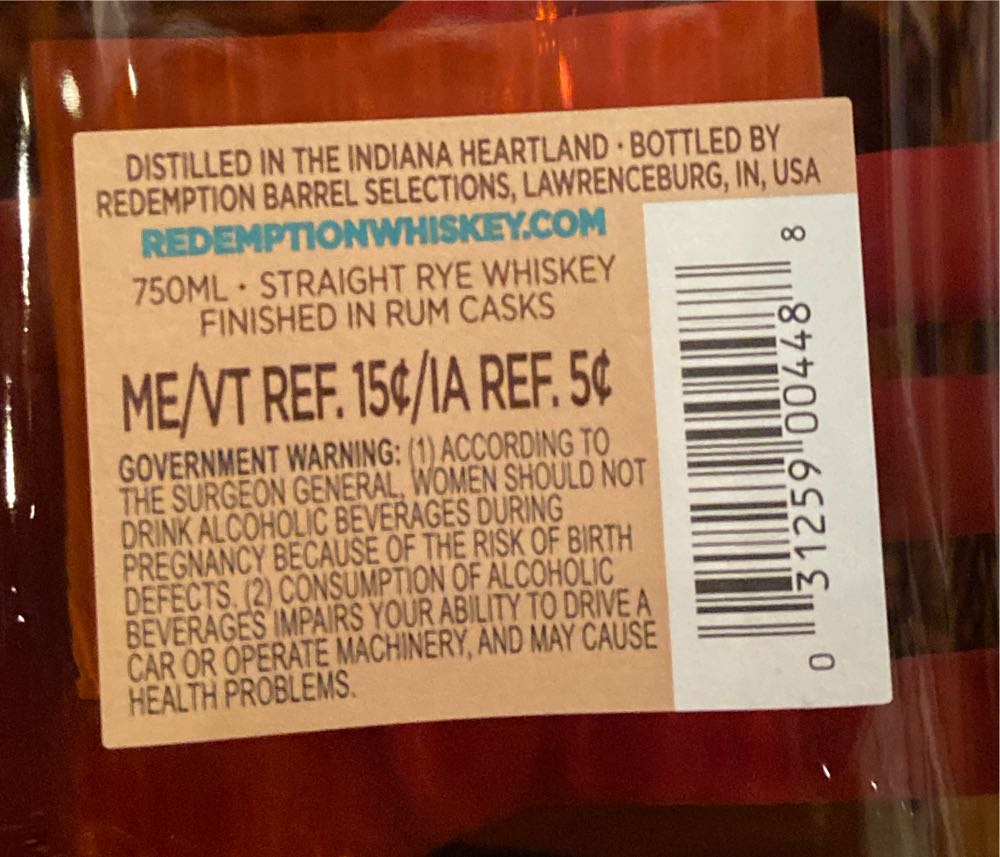 DISTILLED IN THE INDIANA HEARTLAND · BOTTLED BY
REDEMPTION BARREL SELECTIONS, LAWRENCEBURG, IN, USA
REDEMPTIONWHISKEY.COM
750ML · STRAIGHT RYE WHISKEY
FINISHED IN RUM CASKS
ME/VT REF. 15¢/IA REF. 5¢
GOVERNMENT WARNING: (1) ACCORDING TO
THE SURGEON GENERAL, WOMEN SHOULD NOT
DRINK ALCOHOLIC BEVERAGES DURING
PREGNANCY BECAUSE OF THE RISK OF BIRTH
DEFECTS. (2) CONSUMPTION OF ALCOHOLIC
BEVERAGES IMPAIRS YOUR ABILITY TO DRIVE A
CAR OR OPERATE MACHINERY, AND MAY CAUSE
HEALTH PROBLEMS.
0 31259 00448 8